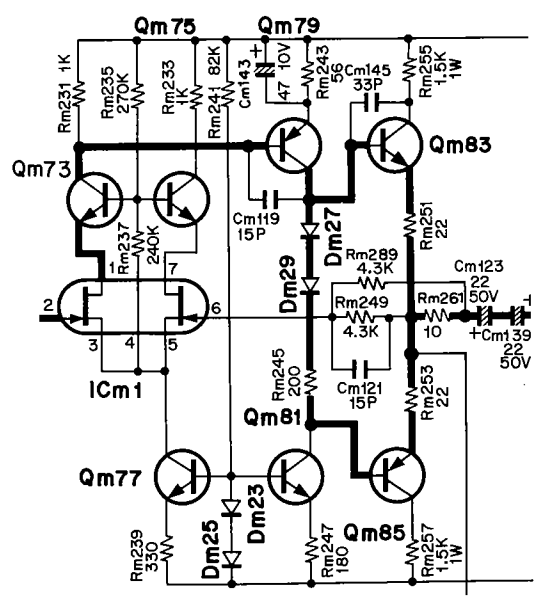 Qm75
Qm79
Rm231 1K
Rm235
270K
Rm233
1K
Rm241 82K
+
Cm143
10V
47
Rm243
56
Cm145
33P
Rm255
1.5K
1W
Qm73
Qm83
Cm119
15P
Rm237
240K
Dm27
Dm29
Rm251
22
1
7
2
6
3
4
5
ICm1
Rm289
4.3K
Rm249
4.3K
Cm123
22
50V
Rm261
10
+
+
Cm139
22
50V
Cm121
15P
Rm245
200
Rm253
22
Qm81
Qm77
Dm25
Dm23
Qm85
Rm239
330
Rm247
180
Rm257
1.5K
1W